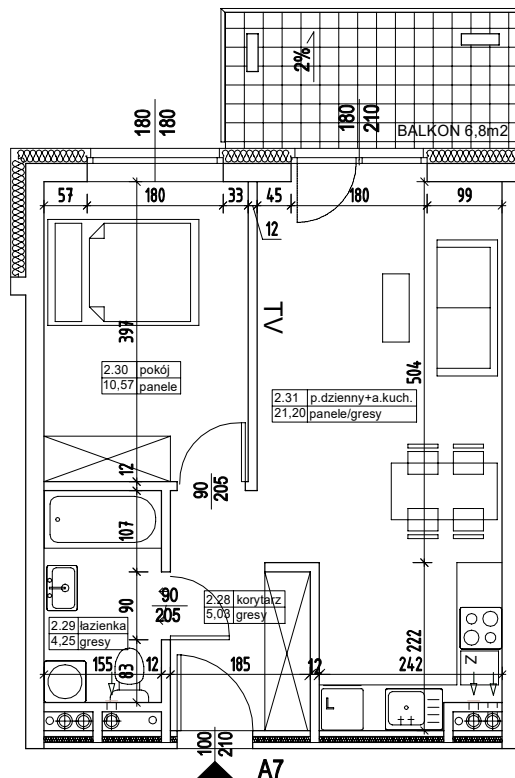 2%
BALKON 6,8m2
180
180
180
210
57
180
33
45
180
99
12
TV
397
504
2.30 pokój
10,57 panele
2.31 p.dzienny+a.kuch.
21,20 panele/gresy
12
90
205
107
90
90
205
2.28 korytarz
5,03 gresy
2.29 łazienka
4,25 gresy
222
155
12
185
12
242
83
Z
L
100
210
A7